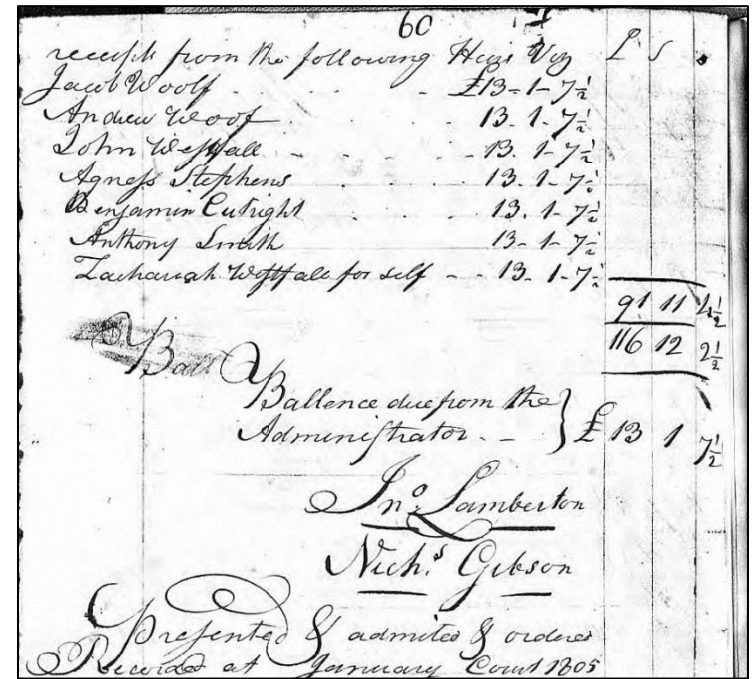 60
receipts from the following Heirs Viz £ S
Jacob Woolf £13-1-7½
Andrew Woof 13-1-7½
John Westfall 13. 1-7½
Agness Stephens 13. 1-7½
Benjamin Cutright 13. 1-7½
Anthony Smith 13-1-7½
Zachariah Westfall for self 13. 1-7½
91 11 4½
116 12 2½
Ball
Ballence due from the
Administrator. £ 13 1 7½
Jno. Lamberton
Nichs. Gibson
Presented & admited & ordered
Recorded at January Court 1805